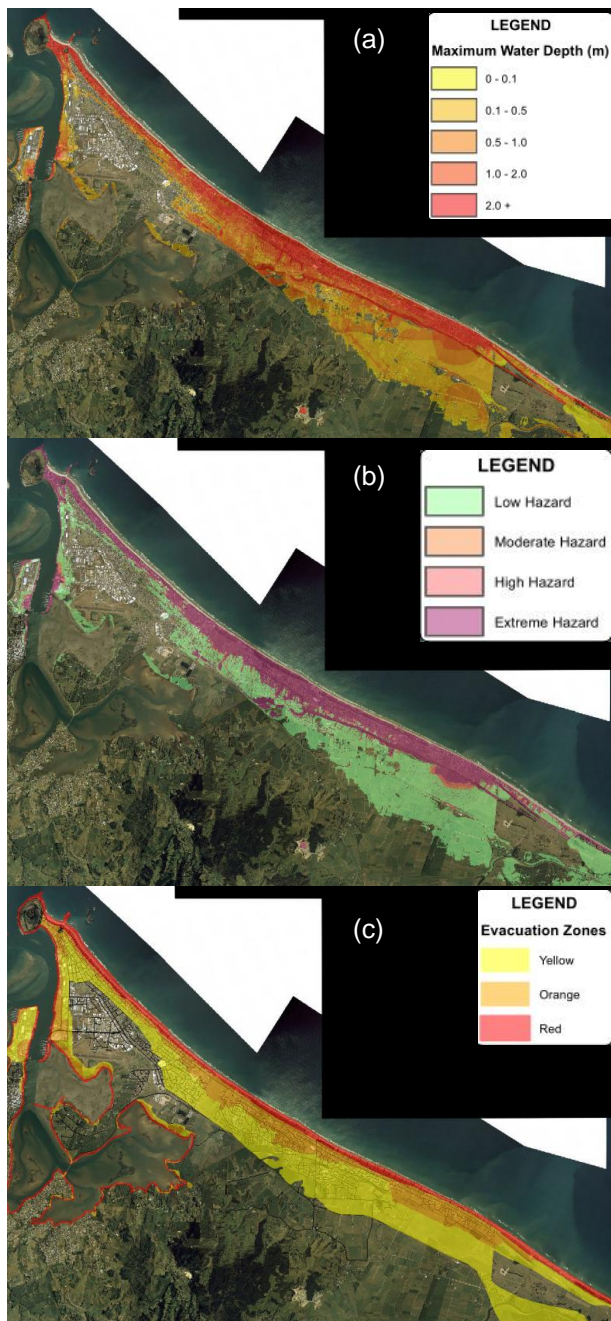 (a)
LEGEND
Maximum Water Depth (m)
0 - 0.1
0.1 - 0.5
0.5 - 1.0
1.0 - 2.0
2.0 +
(b)
LEGEND
Low Hazard
Moderate Hazard
High Hazard
Extreme Hazard
(c)
LEGEND
Evacuation Zones
Yellow
Orange
Red